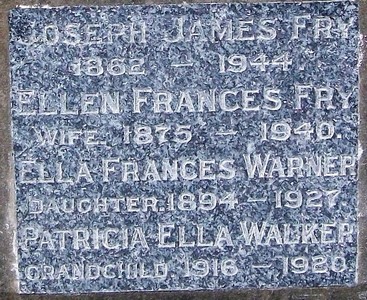 JOSEPH JAMES FRY
1862 — 1944
ELLEN FRANCES FRY
WIFE. 1875 — 1940.
ELLA FRANCES WARNER
DAUGHTER. 1894 — 1927
PATRICIA ELLA WALKER
GRANDCHILD 1916 — 1920